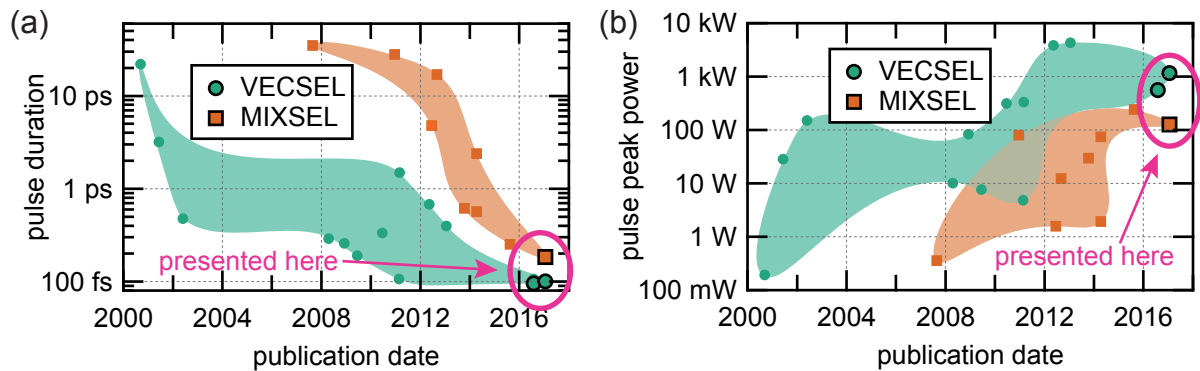 (a)
pulse duration
10 ps
1 ps
100 fs
VECSEL
MIXSEL
presented here
2000 2004 2008 2012 2016
publication date
(b)
pulse peak power
10 kW
1 kW
100 W
10 W
1 W
100 mW
VECSEL
MIXSEL
presented here
2000 2004 2008 2012 2016
publication date